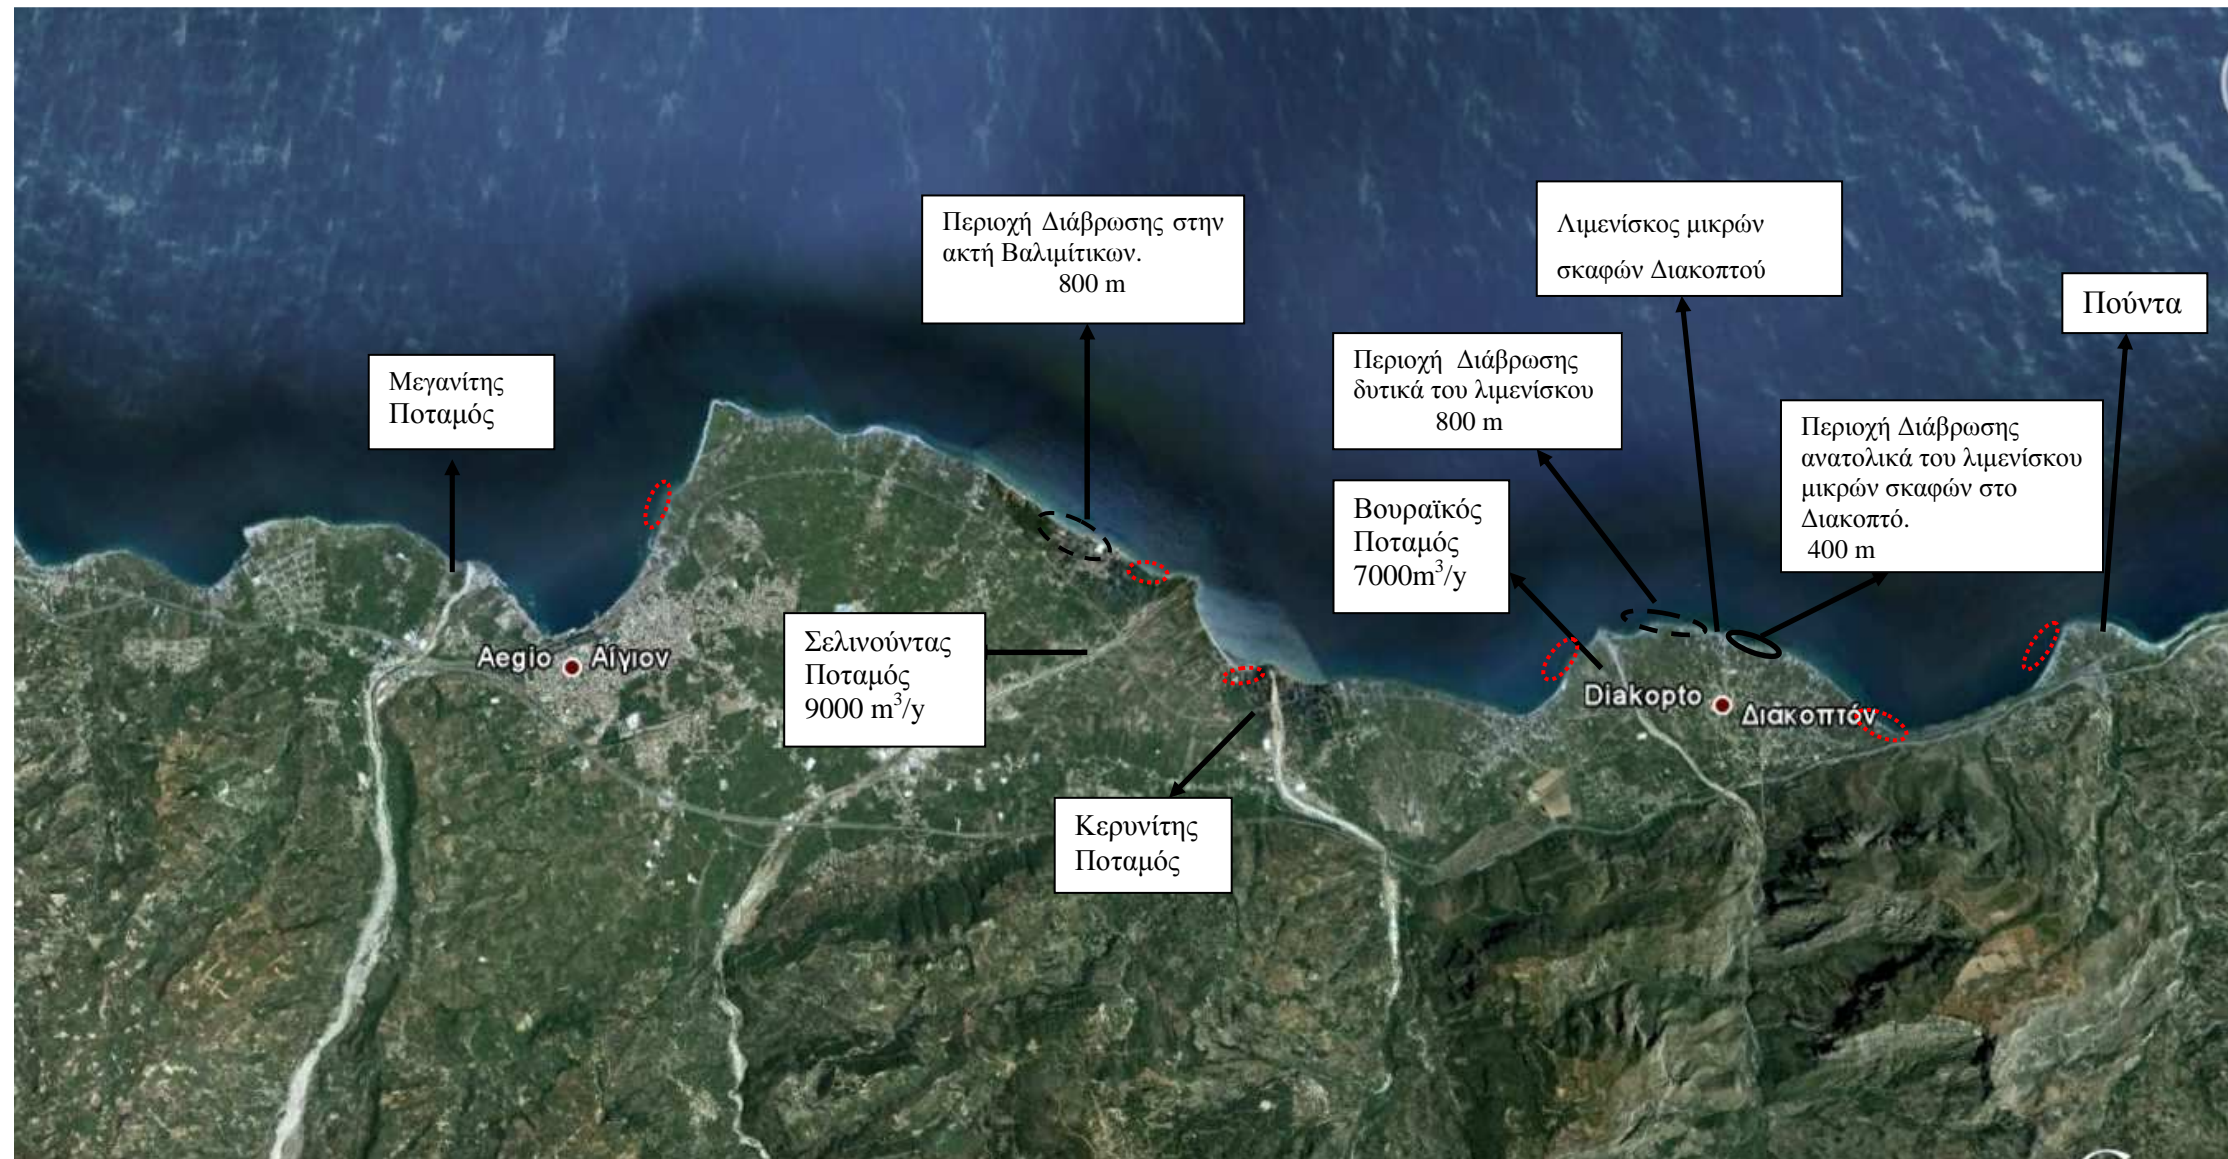 Περιοχή Διάβρωσης στην
ακτή Βαλιμίτικων.
800 m
Λιμενίσκος μικρών
σκαφών Διακοπτού
Πούντα
Μεγανίτης
Ποταμός
Περιοχή Διάβρωσης
δυτικά του λιμενίσκου
800 m
Περιοχή Διάβρωσης
ανατολικά του λιμενίσκου
μικρών σκαφών στο
Διακοπτό.
400 m
Βουραϊκός
Ποταμός
7000m³/y
Σελινούντας
Ποταμός
9000 m³/y
Aegio Αίγιον
Diakopto Διακοπτόν
Κερυνίτης
Ποταμός